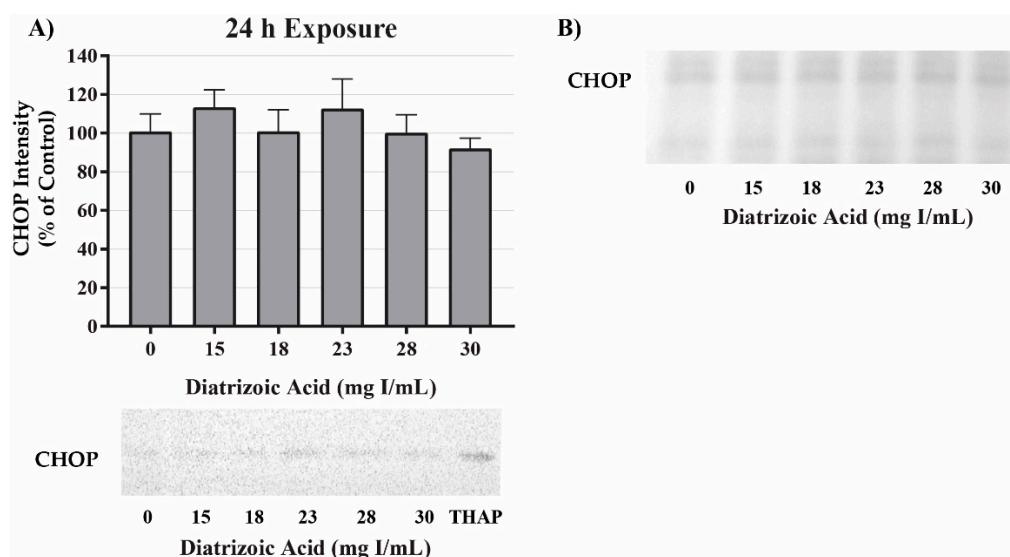 A)
24 h Exposure
CHOP Intensity
(% of Control)
140
120
100
80
60
40
20
0
0 15 18 23 28 30
Diatrizoic Acid (mg I/mL)
CHOP
0 15 18 23 28 30 THAP
Diatrizoic Acid (mg I/mL)
B)
CHOP
0 15 18 23 28 30
Diatrizoic Acid (mg I/mL)